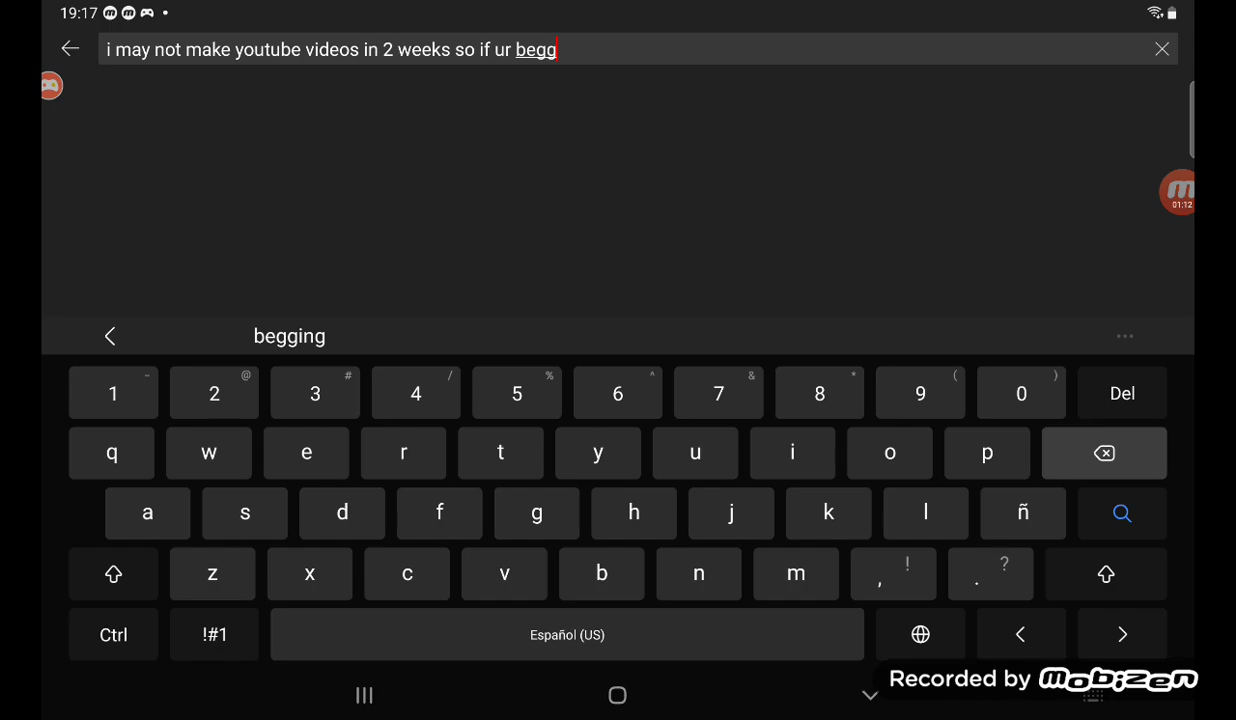 19:17
i may not make youtube videos in 2 weeks so if ur begg
01:12
begging
1 - 2 @ 3 # 4 / 5 % 6 ^ 7 & 8 * 9 ( 0 ) Del
q w e r t y u i o p
a s d f g h j k l ñ
z x c v b n m , ! . ?
Ctrl !#1 Español (US)
Recorded by mobizen